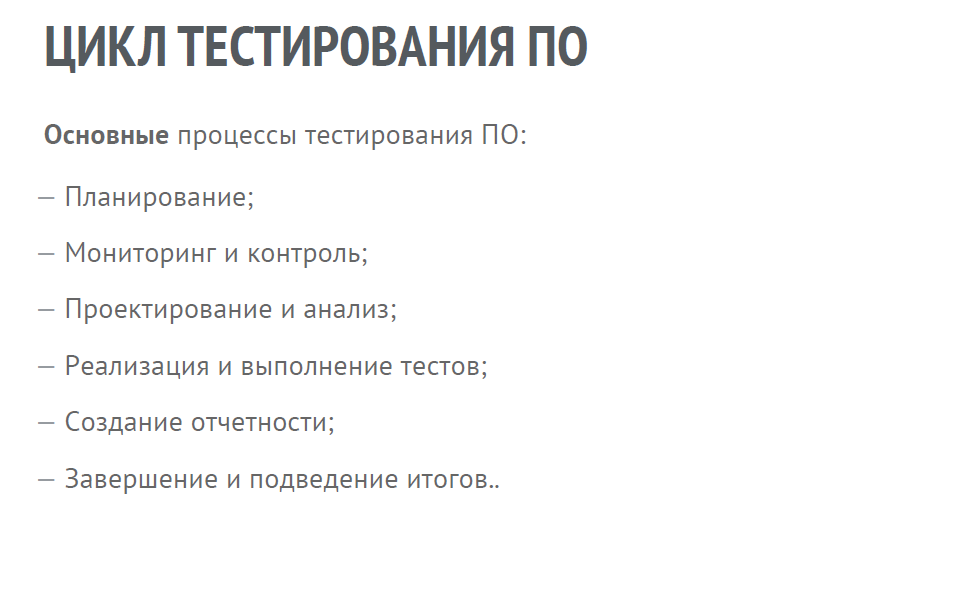 ЦИКЛ ТЕСТИРОВАНИЯ ПО
Основные процессы тестирования ПО:
— Планирование;
— Мониторинг и контроль;
— Проектирование и анализ;
— Реализация и выполнение тестов;
— Создание отчетности;
— Завершение и подведение итогов..